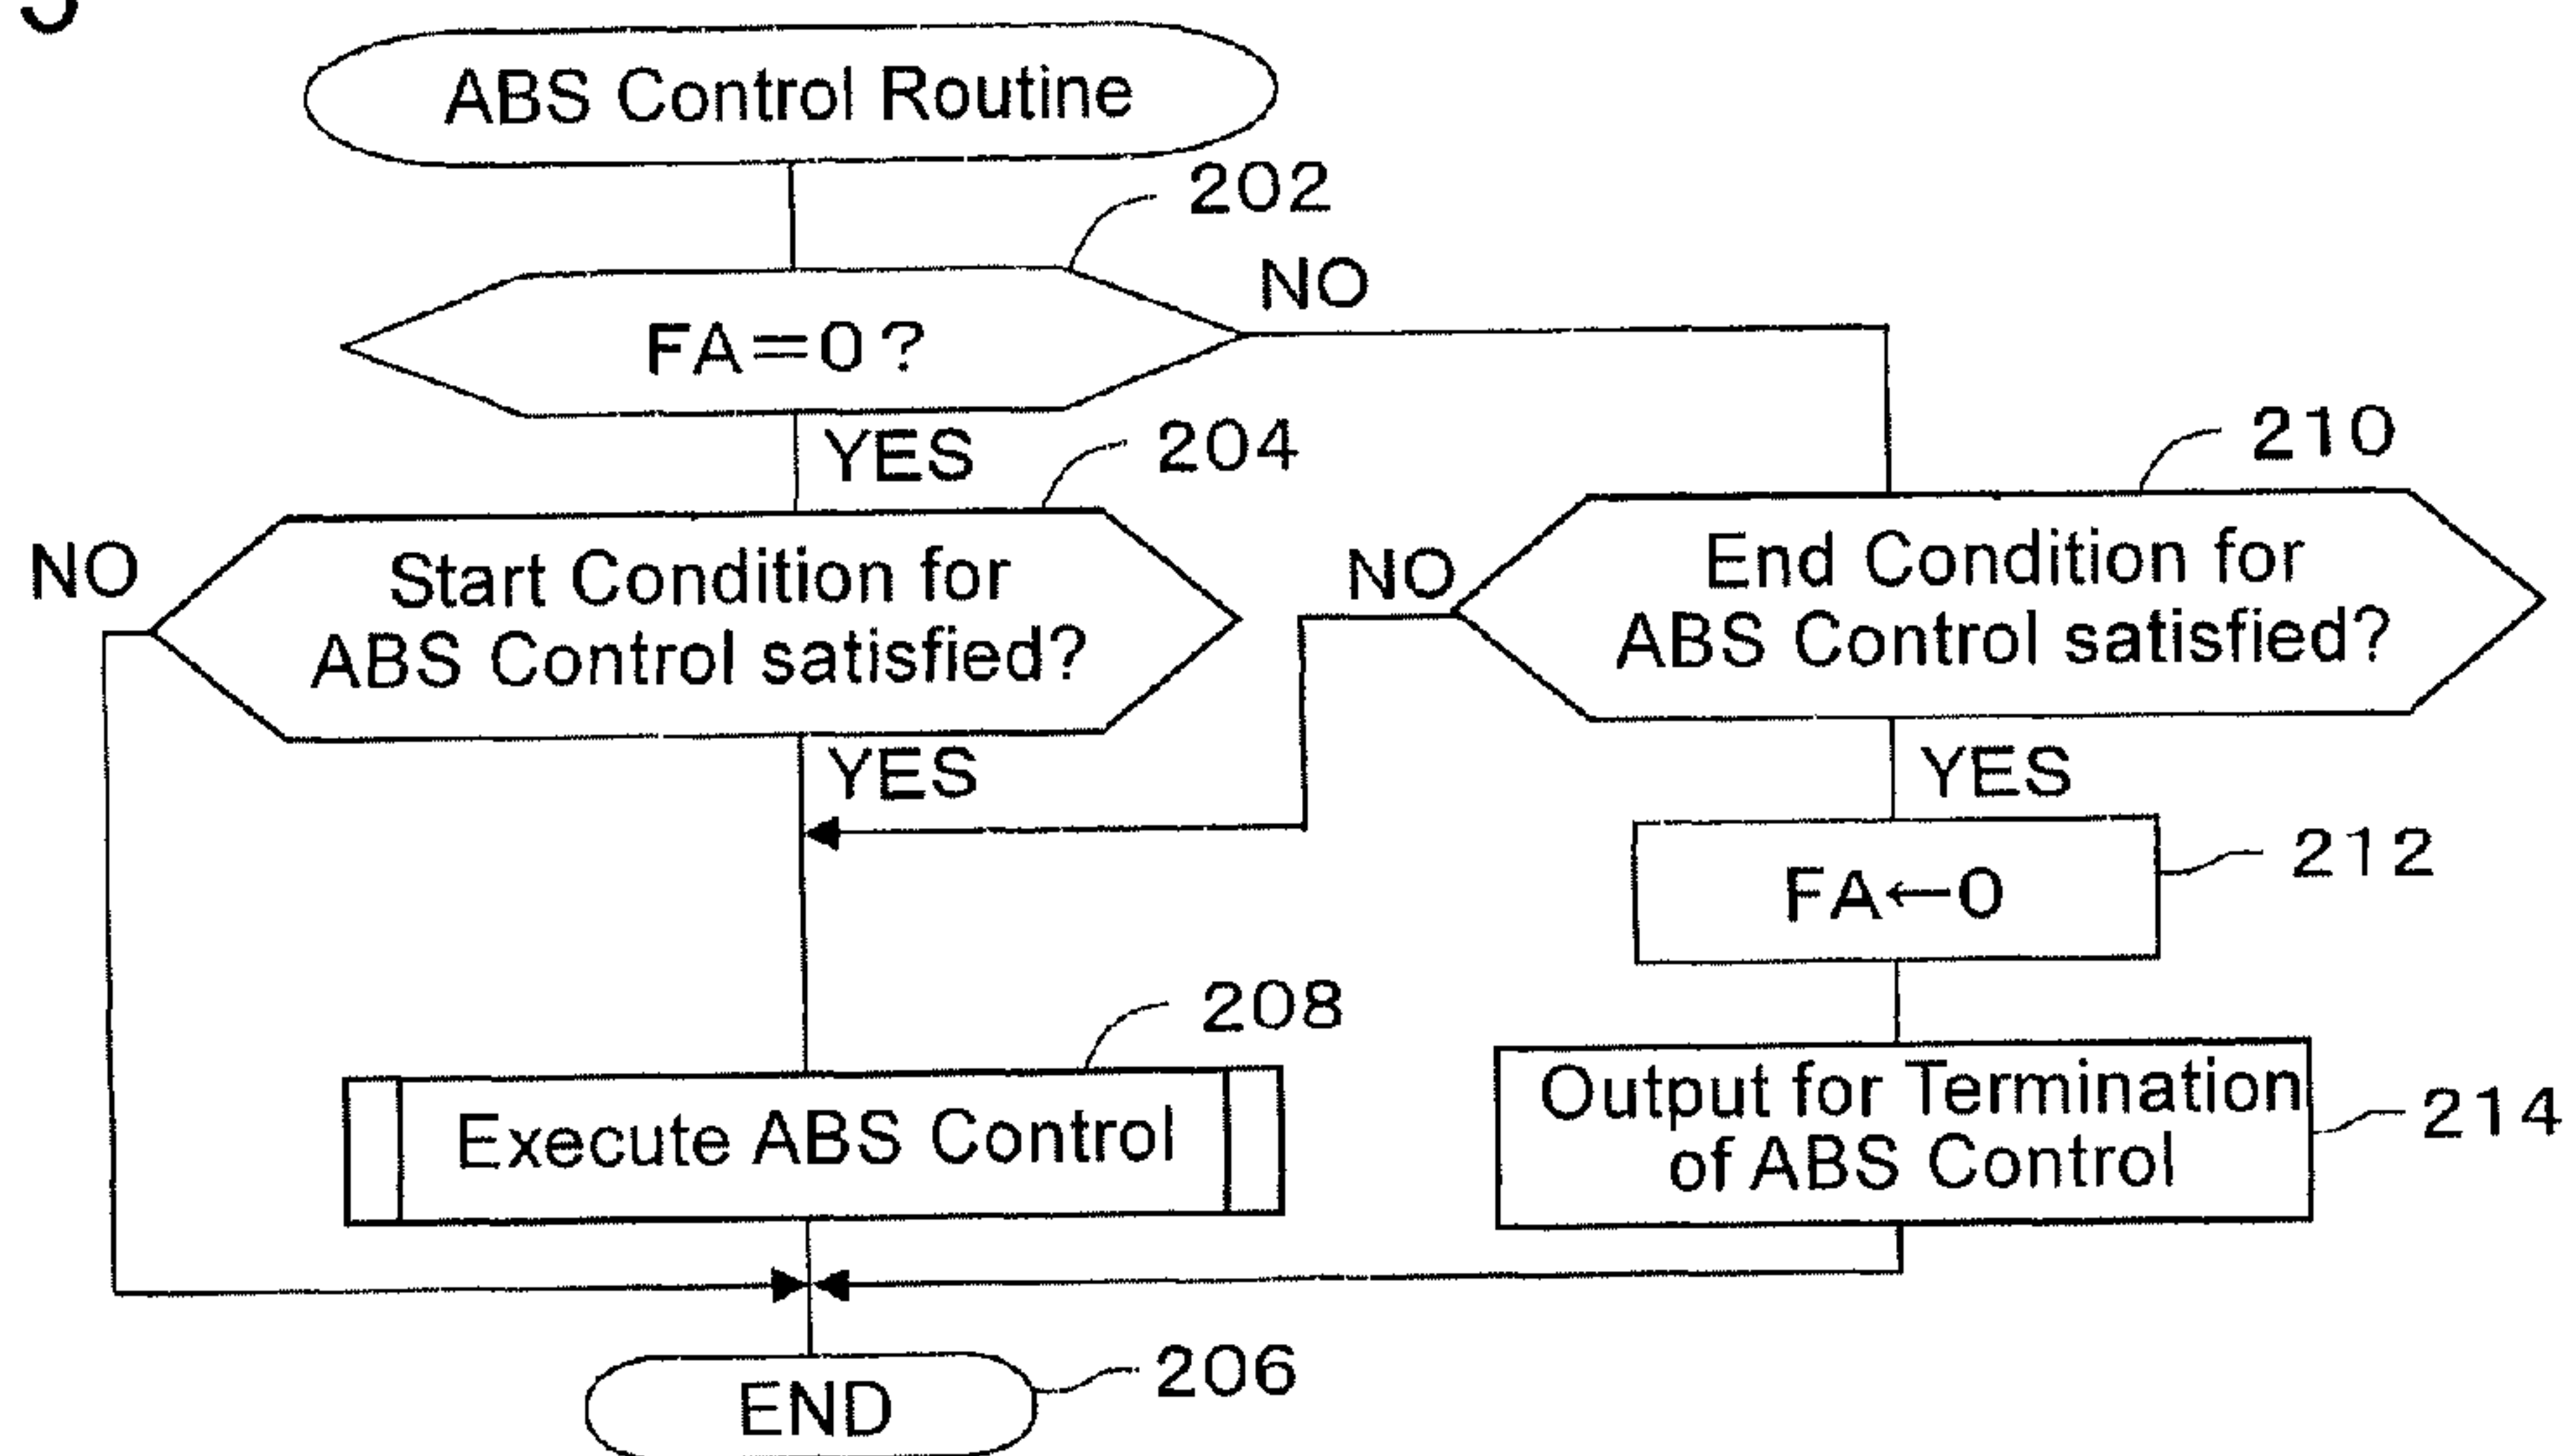 ABS Control Routine
202
FA=0?
NO
YES
204
210
NO
Start Condition for
ABS Control satisfied?
NO
End Condition for
ABS Control satisfied?
YES
YES
FA←0
212
208
Execute ABS Control
Output for Termination
of ABS Control
214
END
206